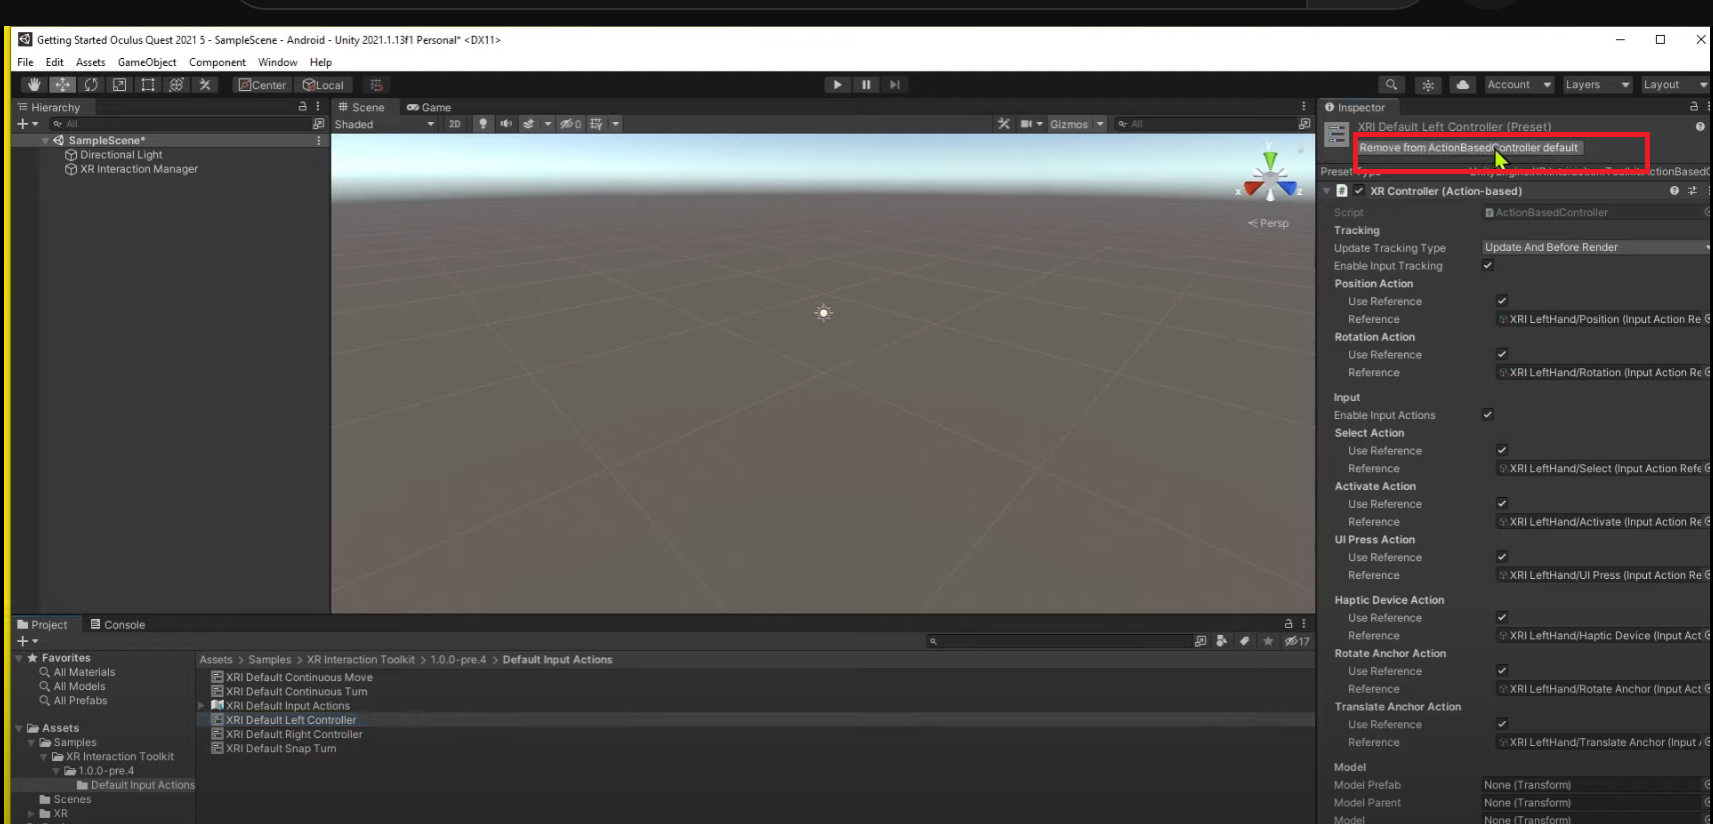 Getting Started Oculus Quest 2021 5 - SampleScene - Android - Unity 2021.1.13f1 Personal* <DX11>
File Edit Assets GameObject Component Window Help
Center Local
Account Layers Layout
Hierarchy
All
SampleScene*
Directional Light
XR Interaction Manager
Scene Game
Shaded 2D 0 Gizmos All
y
x
z
Persp
Inspector
XRI Default Left Controller (Preset)
Remove from ActionBasedController default
Preset Type
XR Controller (Action-based)
Script ActionBasedController
Tracking
Update Tracking Type Update And Before Render
Enable Input Tracking
Position Action
Use Reference
Reference XRI LeftHand/Position (Input Action Re
Rotation Action
Use Reference
Reference XRI LeftHand/Rotation (Input Action Re
Input
Enable Input Actions
Select Action
Use Reference
Reference XRI LeftHand/Select (Input Action Refe
Activate Action
Use Reference
Reference XRI LeftHand/Activate (Input Action Re
UI Press Action
Use Reference
Reference XRI LeftHand/UI Press (Input Action Re
Haptic Device Action
Use Reference
Reference XRI LeftHand/Haptic Device (Input Act
Rotate Anchor Action
Use Reference
Reference XRI LeftHand/Rotate Anchor (Input Act
Translate Anchor Action
Use Reference
Reference XRI LeftHand/Translate Anchor (Input
Model
Model Prefab None (Transform)
Model Parent None (Transform)
Model None (Transform)
Project Console
17
Favorites
All Materials
All Models
All Prefabs
Assets
Samples
XR Interaction Toolkit
1.0.0-pre.4
Default Input Actions
Scenes
XR
Assets > Samples > XR Interaction Toolkit > 1.0.0-pre.4 > Default Input Actions
XRI Default Continuous Move
XRI Default Continuous Turn
XRI Default Input Actions
XRI Default Left Controller
XRI Default Right Controller
XRI Default Snap Turn